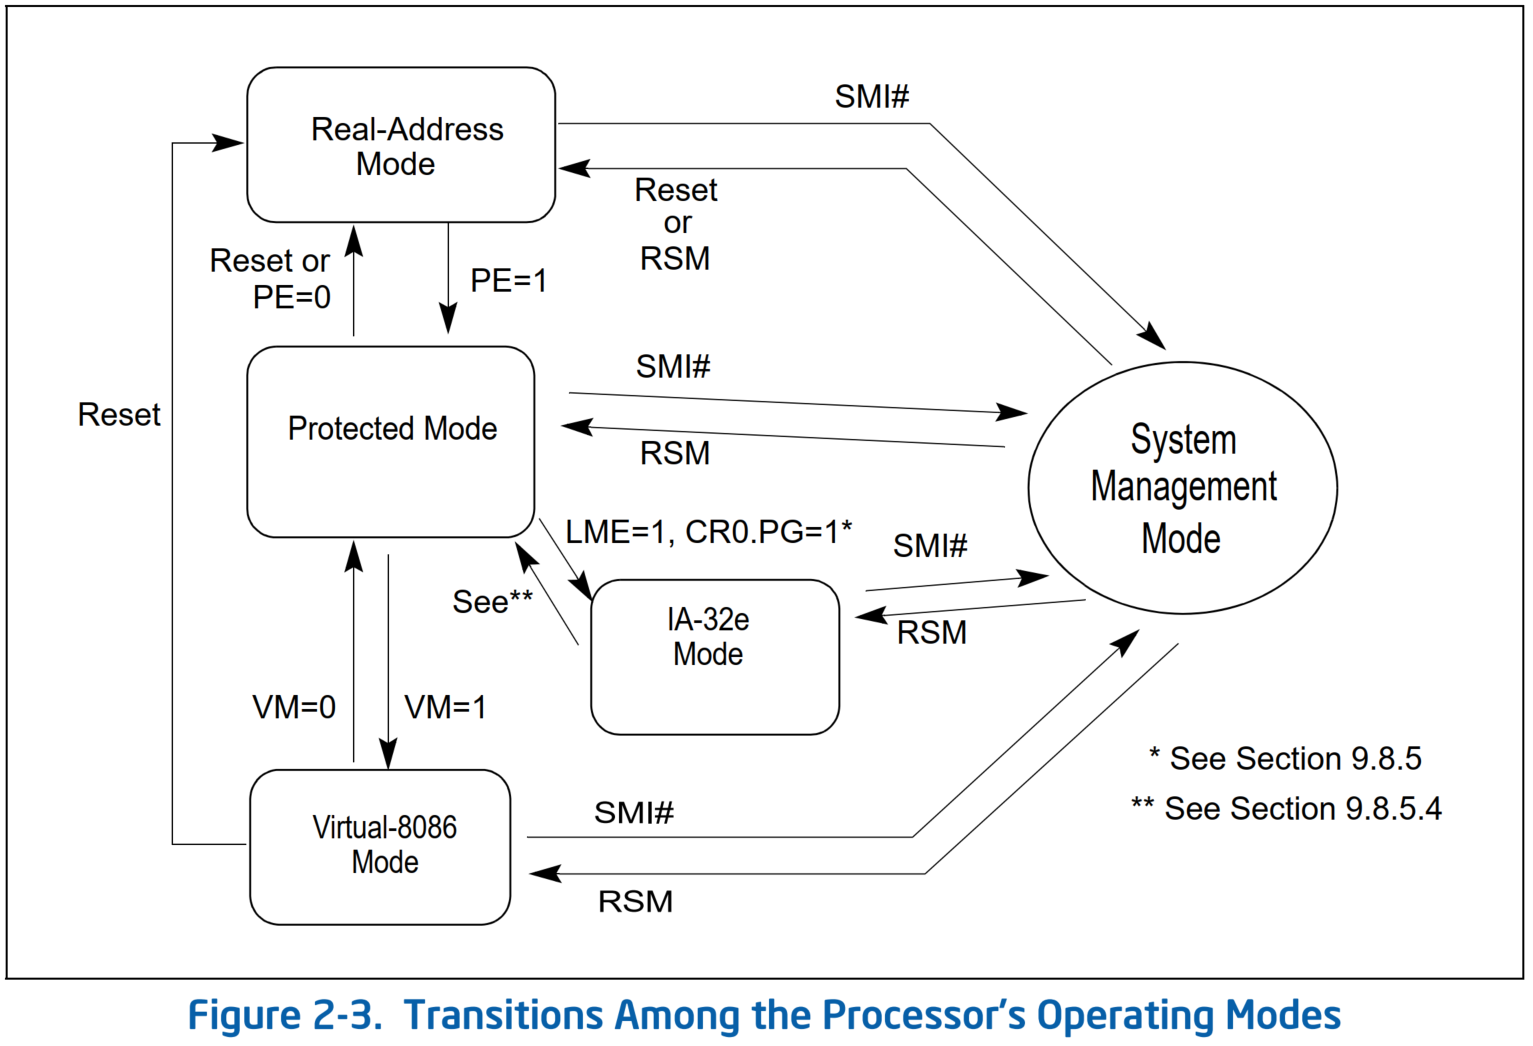 SMI#
Real-Address
Mode
Reset
or
RSM
Reset or
PE=0
PE=1
SMI#
Reset
Protected Mode
RSM
System
Management
Mode
LME=1, CR0.PG=1*
SMI#
See**
IA-32e
Mode
RSM
VM=0
VM=1
* See Section 9.8.5
** See Section 9.8.5.4
SMI#
Virtual-8086
Mode
RSM
Figure 2-3. Transitions Among the Processor’s Operating Modes